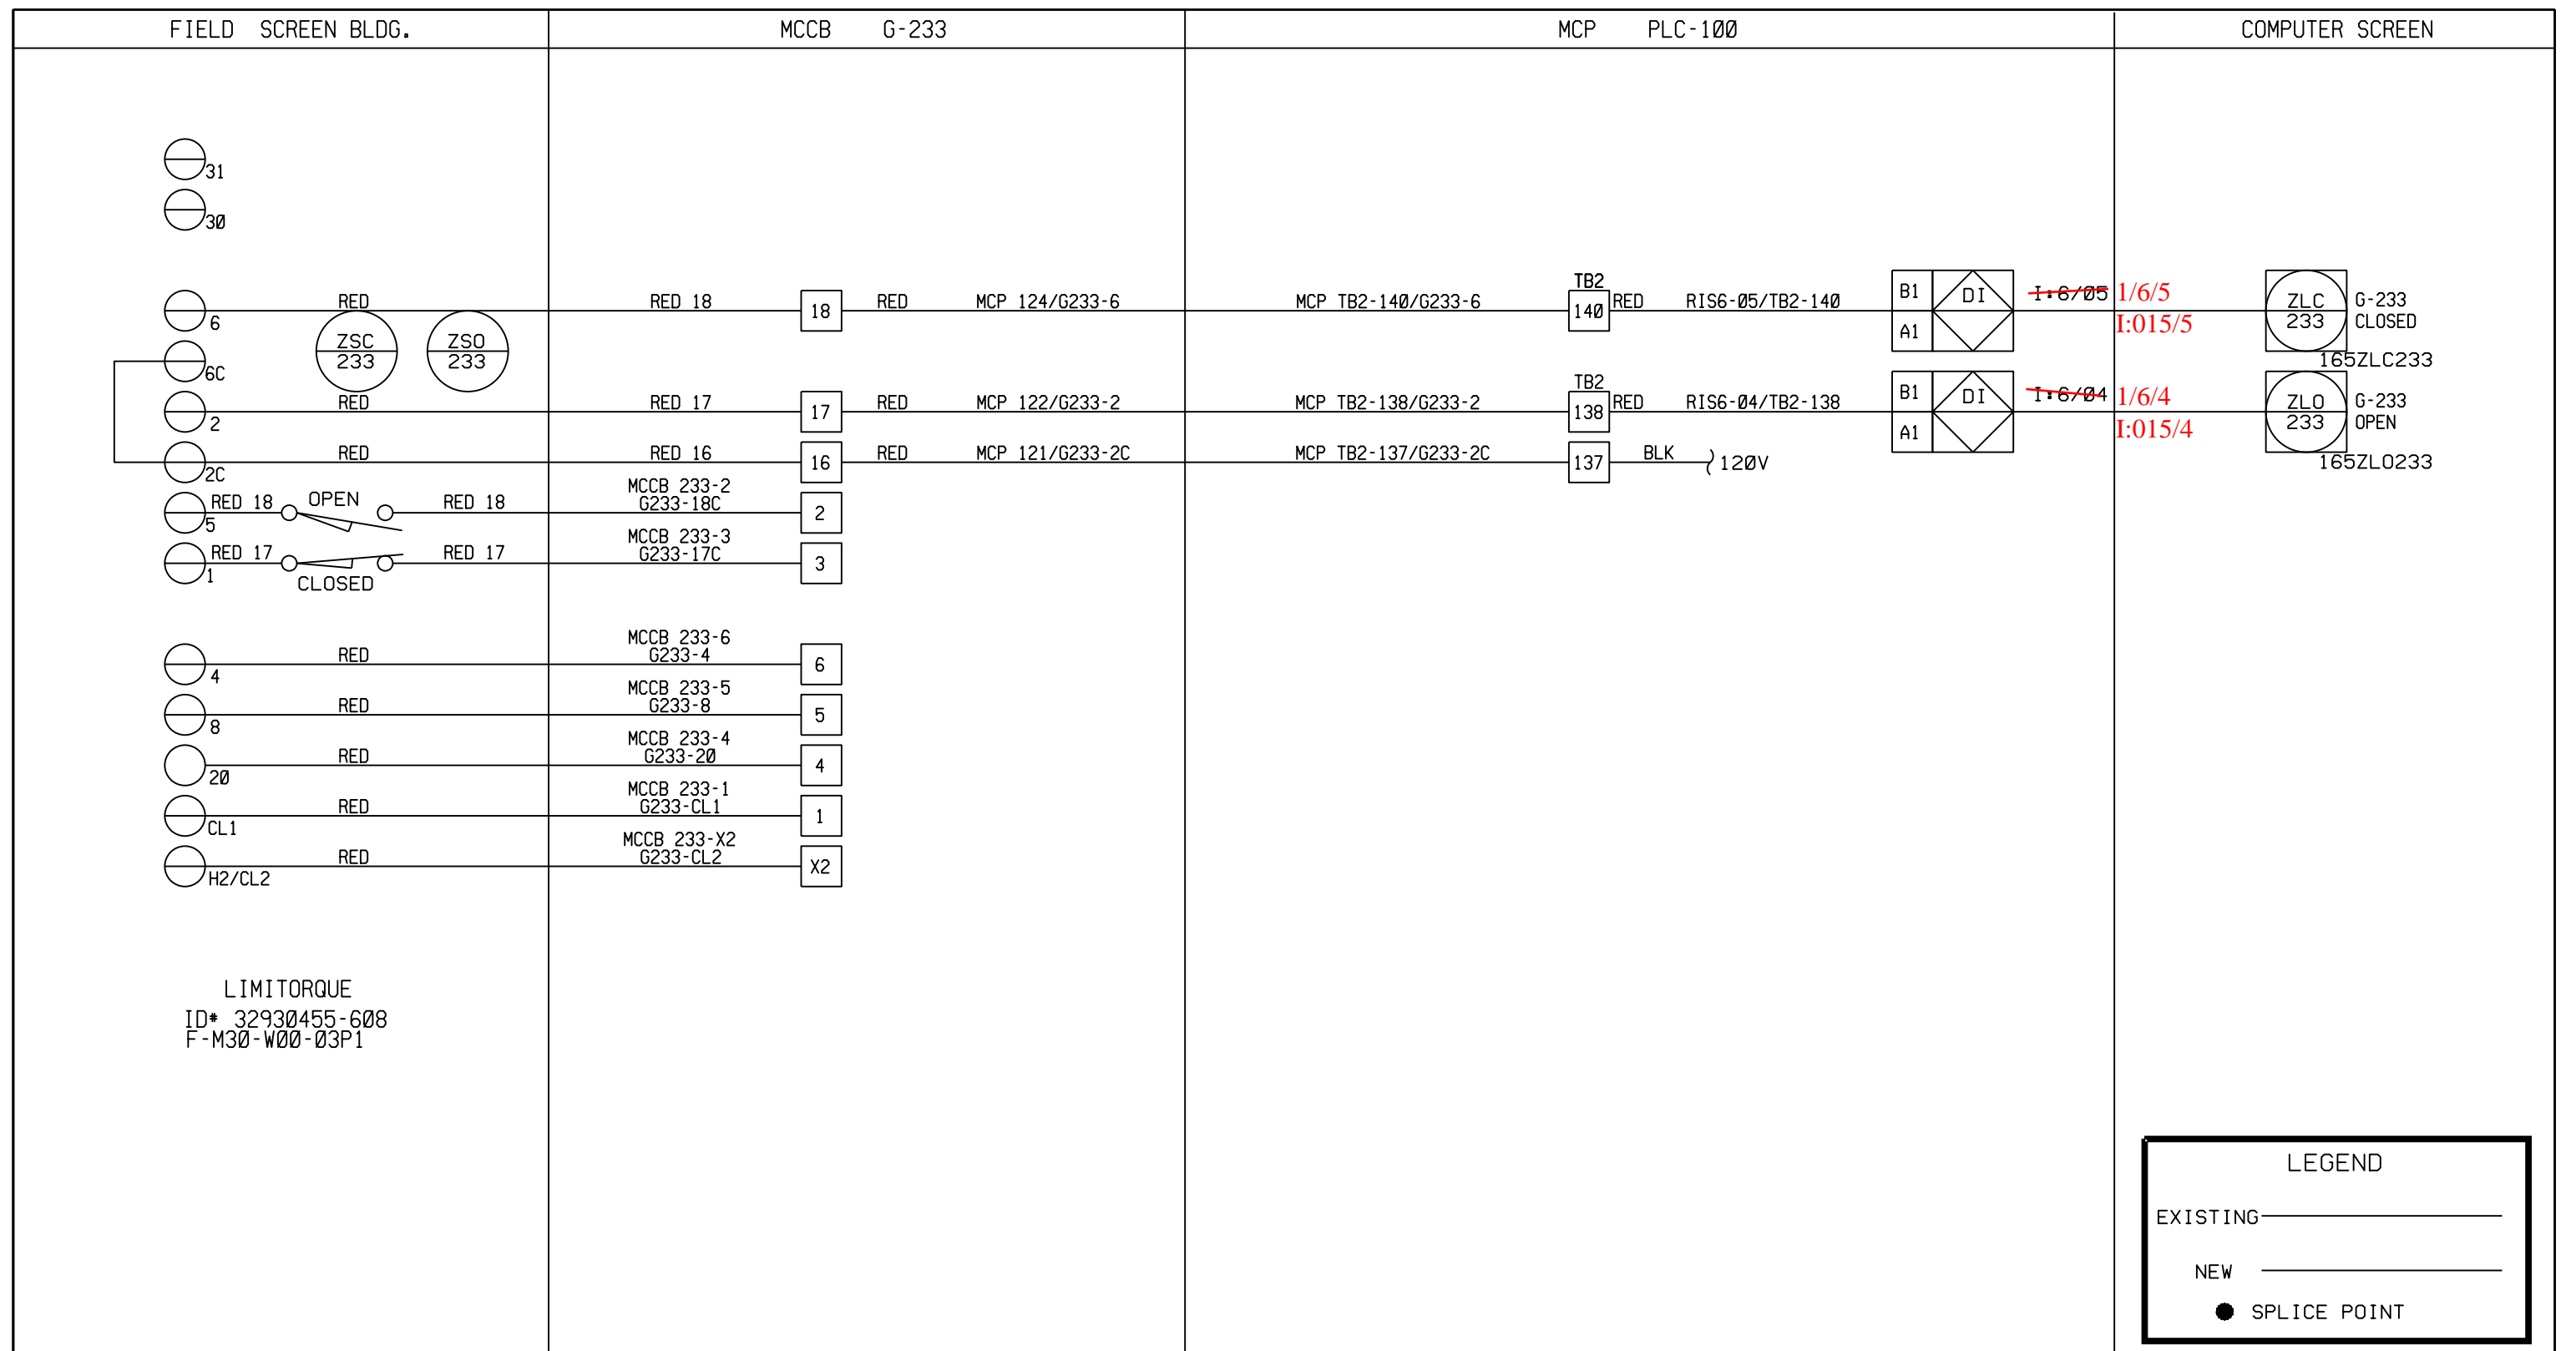 FIELD SCREEN BLDG.
MCCB G-233
MCP PLC-100
COMPUTER SCREEN
31
30
6
RED
RED 18
18
RED
MCP 124/G233-6
MCP TB2-140/G233-6
TB2
140
RED
RIS6-05/TB2-140
B1
A1
DI
I:6/05
1/6/5
I:015/5
ZLC
233
G-233
CLOSED
165ZLC233
ZSC
233
ZSO
233
6C
2
RED
RED 17
17
RED
MCP 122/G233-2
MCP TB2-138/G233-2
TB2
138
RED
RIS6-04/TB2-138
B1
A1
DI
I:6/04
1/6/4
I:015/4
ZLO
233
G-233
OPEN
165ZLO233
2C
RED
RED 16
16
RED
MCP 121/G233-2C
MCP TB2-137/G233-2C
137
BLK
120V
5
RED 18
OPEN
RED 18
MCCB 233-2
G233-18C
2
1
RED 17
CLOSED
RED 17
MCCB 233-3
G233-17C
3
4
RED
MCCB 233-6
G233-4
6
8
RED
MCCB 233-5
G233-8
5
20
RED
MCCB 233-4
G233-20
4
CL1
RED
MCCB 233-1
G233-CL1
1
H2/CL2
RED
MCCB 233-X2
G233-CL2
X2
LIMITORQUE
ID# 32930455-608
F-M30-W00-03P1
LEGEND
EXISTING
NEW
SPLICE POINT